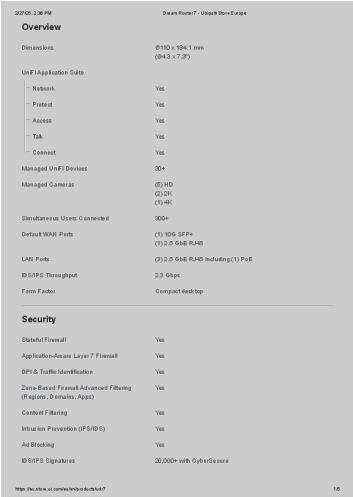 2/27/25, 2:36 PM Dream Router 7 - Ubiquiti Store Europe
Overview
Dimensions Ø110 x 184.1 mm
(Ø4.3 x 7.3")
UniFi Application Suite
Network Yes
Protect Yes
Access Yes
Talk Yes
Connect Yes
Managed UniFi Devices 30+
Managed Cameras (5) HD
(2) 2K
(1) 4K
Simultaneous Users Connected 300+
Default WAN Ports (1) 10G SFP+
(1) 2.5 GbE RJ45
LAN Ports (3) 2.5 GbE RJ45 including (1) PoE
IDS/IPS Throughput 2.3 Gbps
Form Factor Compact desktop
Security
Stateful Firewall Yes
Application-Aware Layer 7 Firewall Yes
DPI & Traffic Identification Yes
Zone-Based Firewall Advanced Filtering Yes
(Regions, Domains, Apps)
Content Filtering Yes
Intrusion Prevention (IPS/IDS) Yes
Ad Blocking Yes
IDS/IPS Signatures 20,000+ with CyberSecure
https://eu.store.ui.com/eu/en/products/udr7 1/5